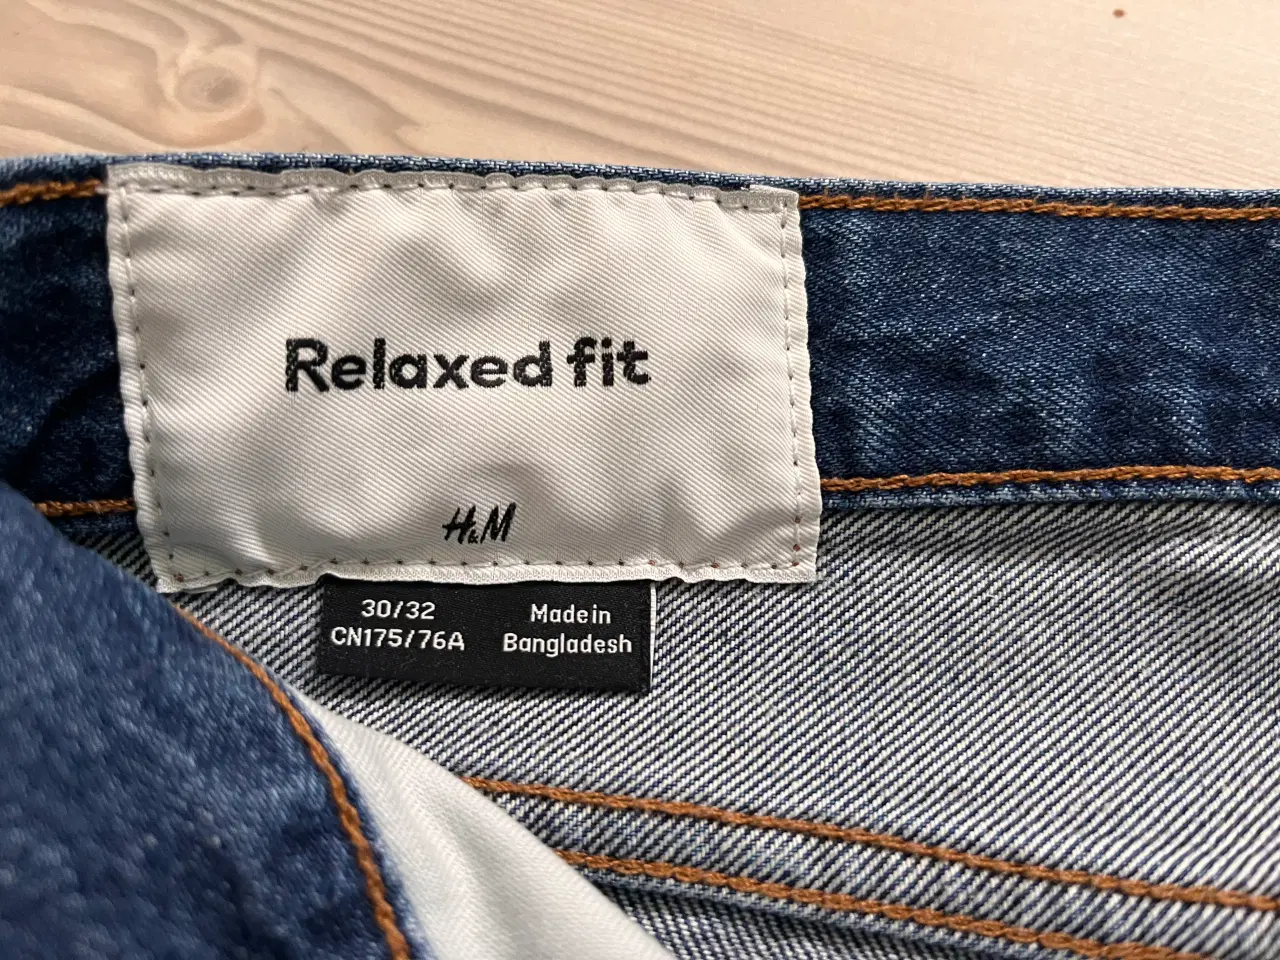 Relaxed fit
H&M
30/32
CN175/76A
Made in
Bangladesh